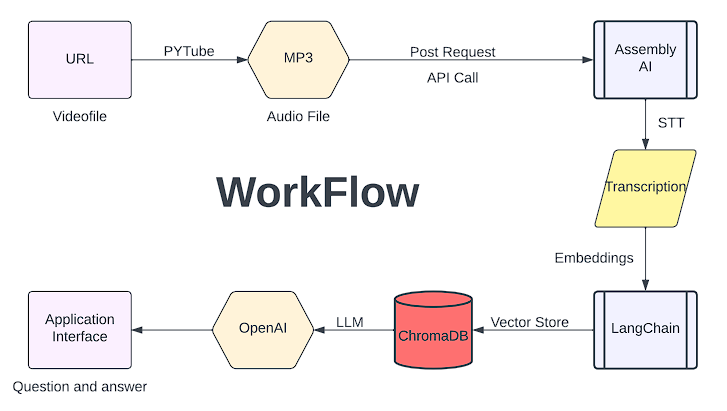 URL
PYTube
MP3
Post Request
API Call
Assembly
AI
Videofile
Audio File
STT
WorkFlow
Transcription
Embeddings
Application
Interface
OpenAI
LLM
ChromaDB
Vector Store
LangChain
Question and answer